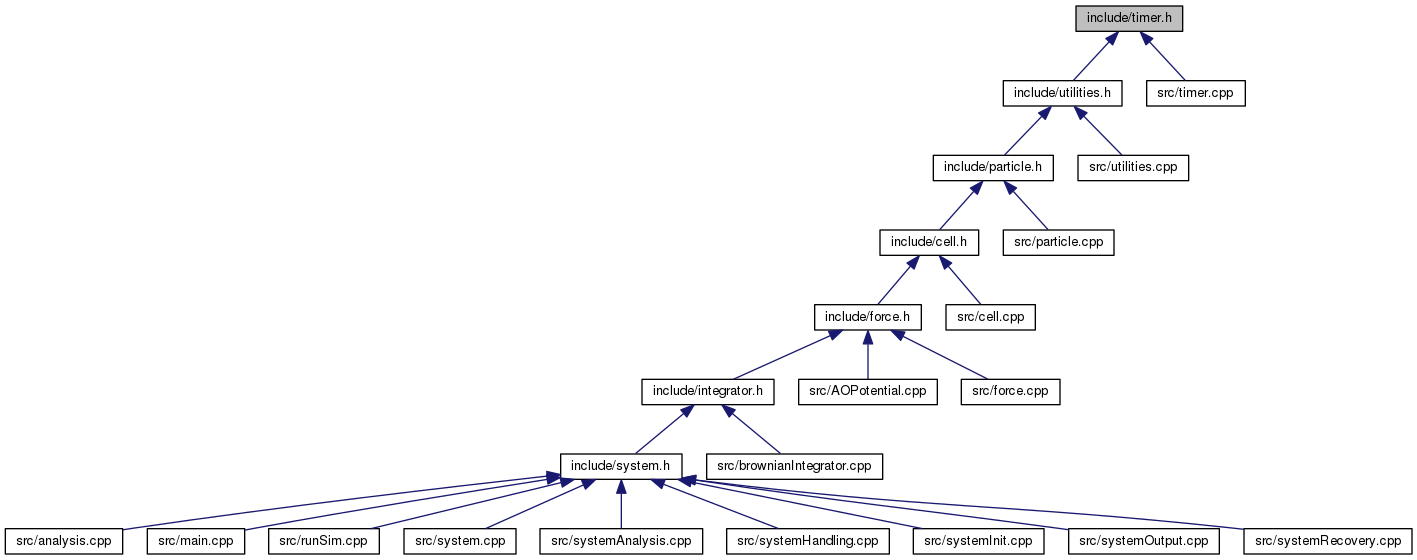 include/timer.h
include/utilities.h
src/timer.cpp
include/particle.h
src/utilities.cpp
include/cell.h
src/particle.cpp
include/force.h
src/cell.cpp
include/integrator.h
src/AOPotential.cpp
src/force.cpp
include/system.h
src/brownianIntegrator.cpp
src/analysis.cpp
src/main.cpp
src/runSim.cpp
src/system.cpp
src/systemAnalysis.cpp
src/systemHandling.cpp
src/systemInit.cpp
src/systemOutput.cpp
src/systemRecovery.cpp